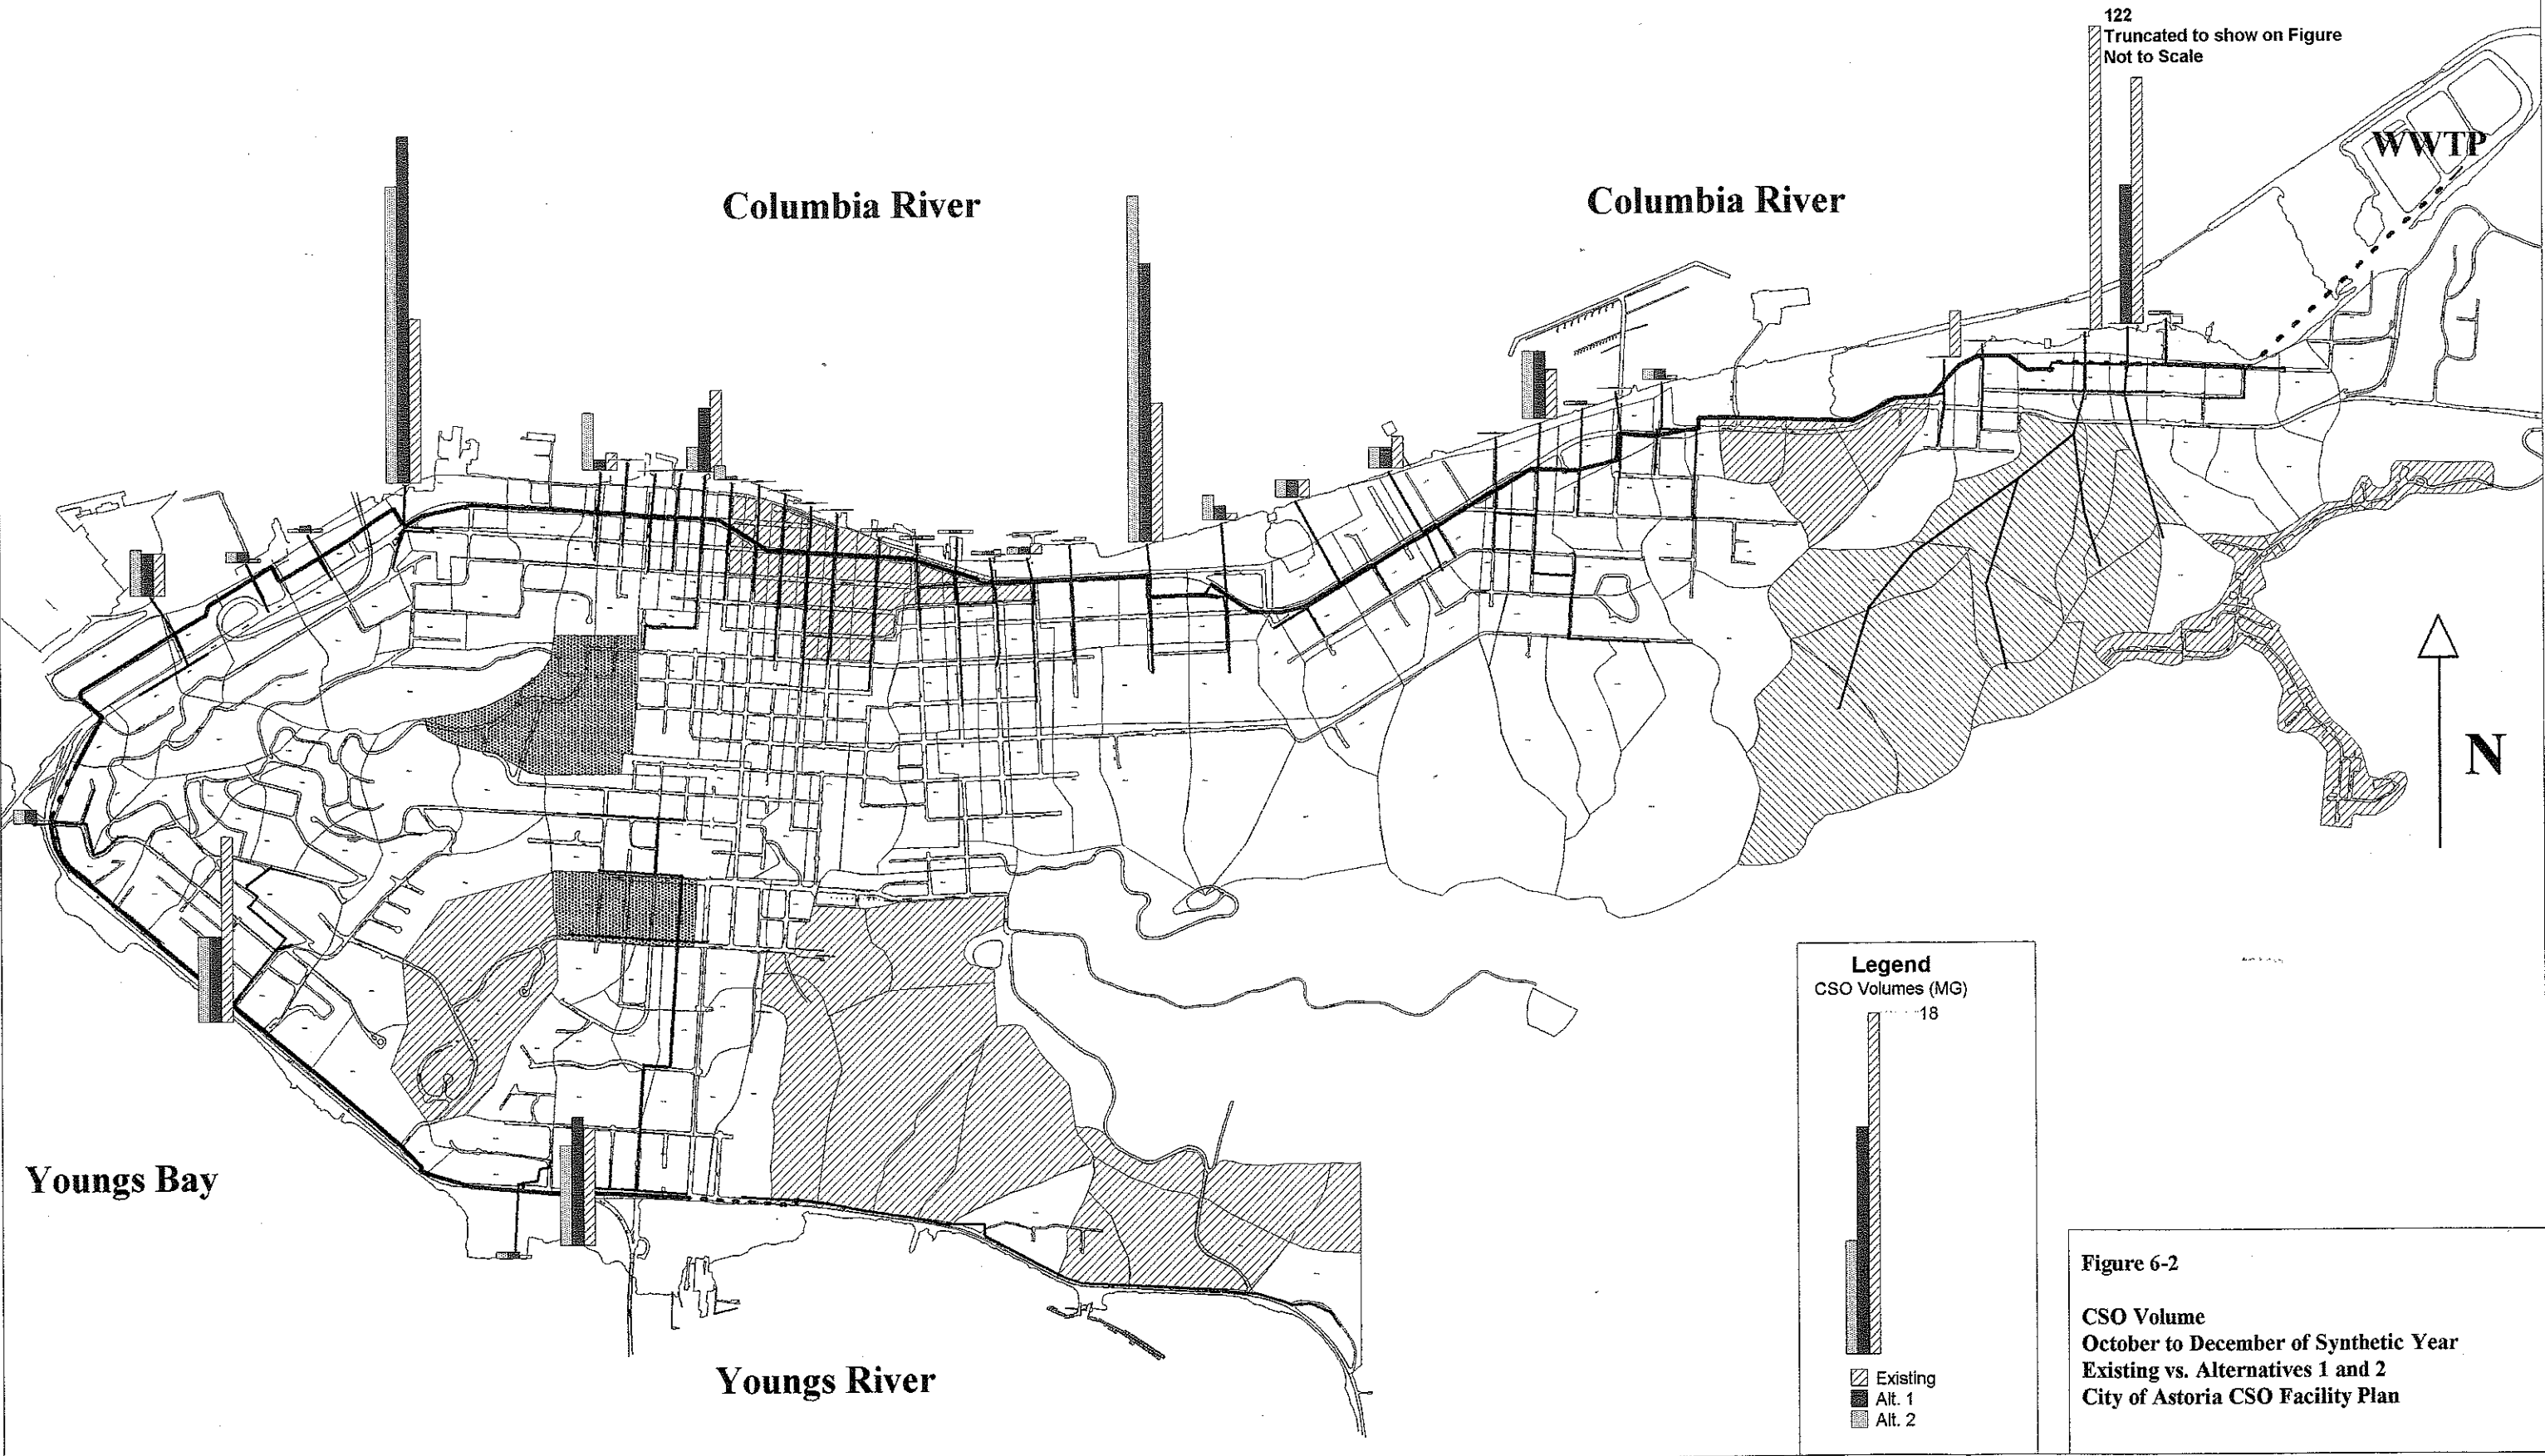 122
Truncated to show on Figure
Not to Scale
WWTP
Columbia River
Columbia River
N
Legend
CSO Volumes (MG)
18
Existing
Alt. 1
Alt. 2
Youngs Bay
Youngs River
Figure 6-2
CSO Volume
October to December of Synthetic Year
Existing vs. Alternatives 1 and 2
City of Astoria CSO Facility Plan